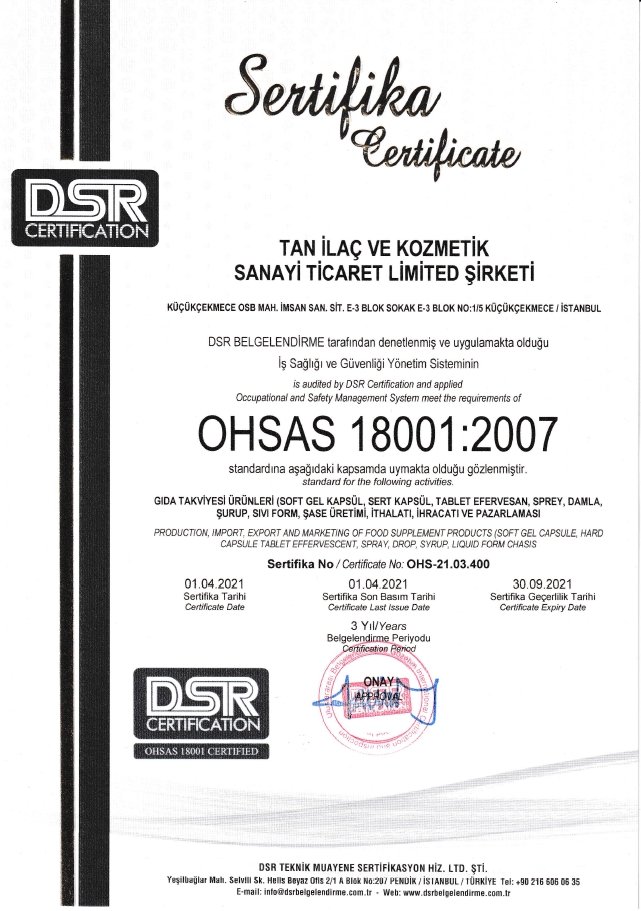 Sertifika
Certificate
DSR
CERTIFICATION
TAN İLAÇ VE KOZMETİK
SANAYİ TİCARET LİMİTED ŞİRKETİ
KÜÇÜKÇEKMECE OSB MAH. İMSAN SAN. SİT. E-3 BLOK SOKAK E-3 BLOK NO:1/5 KÜÇÜKÇEKMECE / İSTANBUL
DSR BELGELENDİRME tarafından denetlenmiş ve uygulamakta olduğu
İş Sağlığı ve Güvenliği Yönetim Sisteminin
is audited by DSR Certification and applied
Occupational and Safety Management System meet the requirements of
OHSAS 18001:2007
standardına aşağıdaki kapsamda uymakta olduğu gözlenmiştir.
standard for the following activities.
GIDA TAKVİYESİ ÜRÜNLERİ (SOFT GEL KAPSÜL, SERT KAPSÜL, TABLET EFERVESAN, SPREY, DAMLA,
ŞURUP, SIVI FORM, ŞASE ÜRETİMİ, İTHALATI, İHRACATI VE PAZARLAMASI
PRODUCTION, IMPORT, EXPORT AND MARKETING OF FOOD SUPPLEMENT PRODUCTS (SOFT GEL CAPSULE, HARD
CAPSULE TABLET EFFERVESCENT, SPRAY, DROP, SYRUP, LIQUID FORM CHASIS
Sertifika No / Certificate No: OHS-21.03.400
01.04.2021 01.04.2021 30.09.2021
Sertifika Tarihi Sertifika Son Basım Tarihi Sertifika Geçerlilik Tarihi
Certificate Date Certificate Last Issue Date Certificate Expiry Date
3 Yıl/Years
Belgelendirme Periyodu
Certification Period
ONAY
APPROVAL
DSR
CERTIFICATION
OHSAS 18001 CERTIFIED
DSR TEKNİK MUAYENE SERTİFİKASYON HİZ. LTD. ŞTİ.
Yeşilbağlar Mah. Selvili Sk. Helis Beyaz Ofis 2/1 A Blok No:207 PENDİK / İSTANBUL / TÜRKİYE Tel: +90 216 606 06 35
E-mail: info@dsrbelgelendirme.com.tr - Web: www.dsrbelgelendirme.com.tr